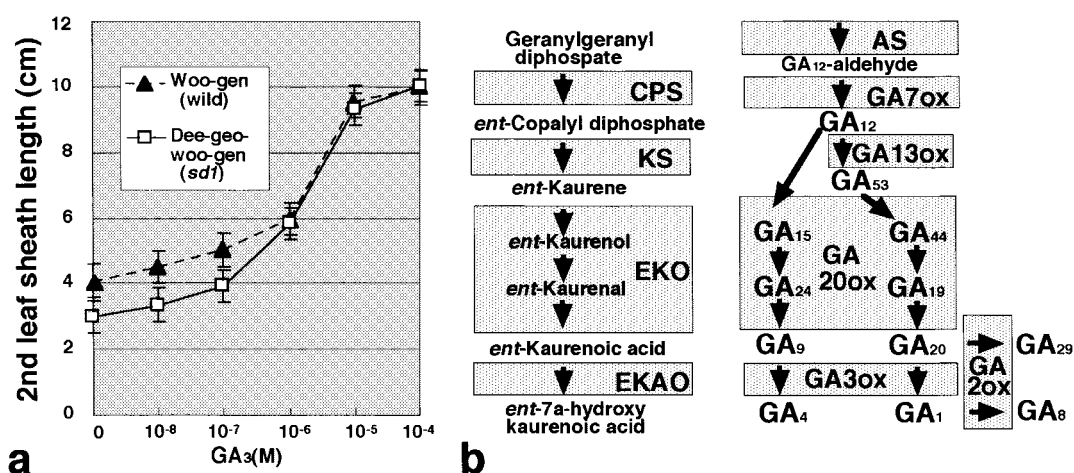 2nd leaf sheath length (cm)
12
10
8
6
4
2
0
Woo-gen
(wild)
Dee-geo-
woo-gen
(sd1)
0
10-8
10-7
10-6
10-5
10-4
GA3(M)
a
Geranylgeranyl
diphospate
CPS
ent-Copalyl diphosphate
KS
ent-Kaurene
ent-Kaurenol
EKO
ent-Kaurenal
ent-Kaurenoic acid
EKAO
ent-7a-hydroxy
kaurenoic acid
AS
GA12-aldehyde
GA7ox
GA12
GA13ox
GA53
GA15
GA44
GA
20ox
GA24
GA19
GA9
GA20
GA29
GA
2ox
GA3ox
GA4
GA1
GA8
b